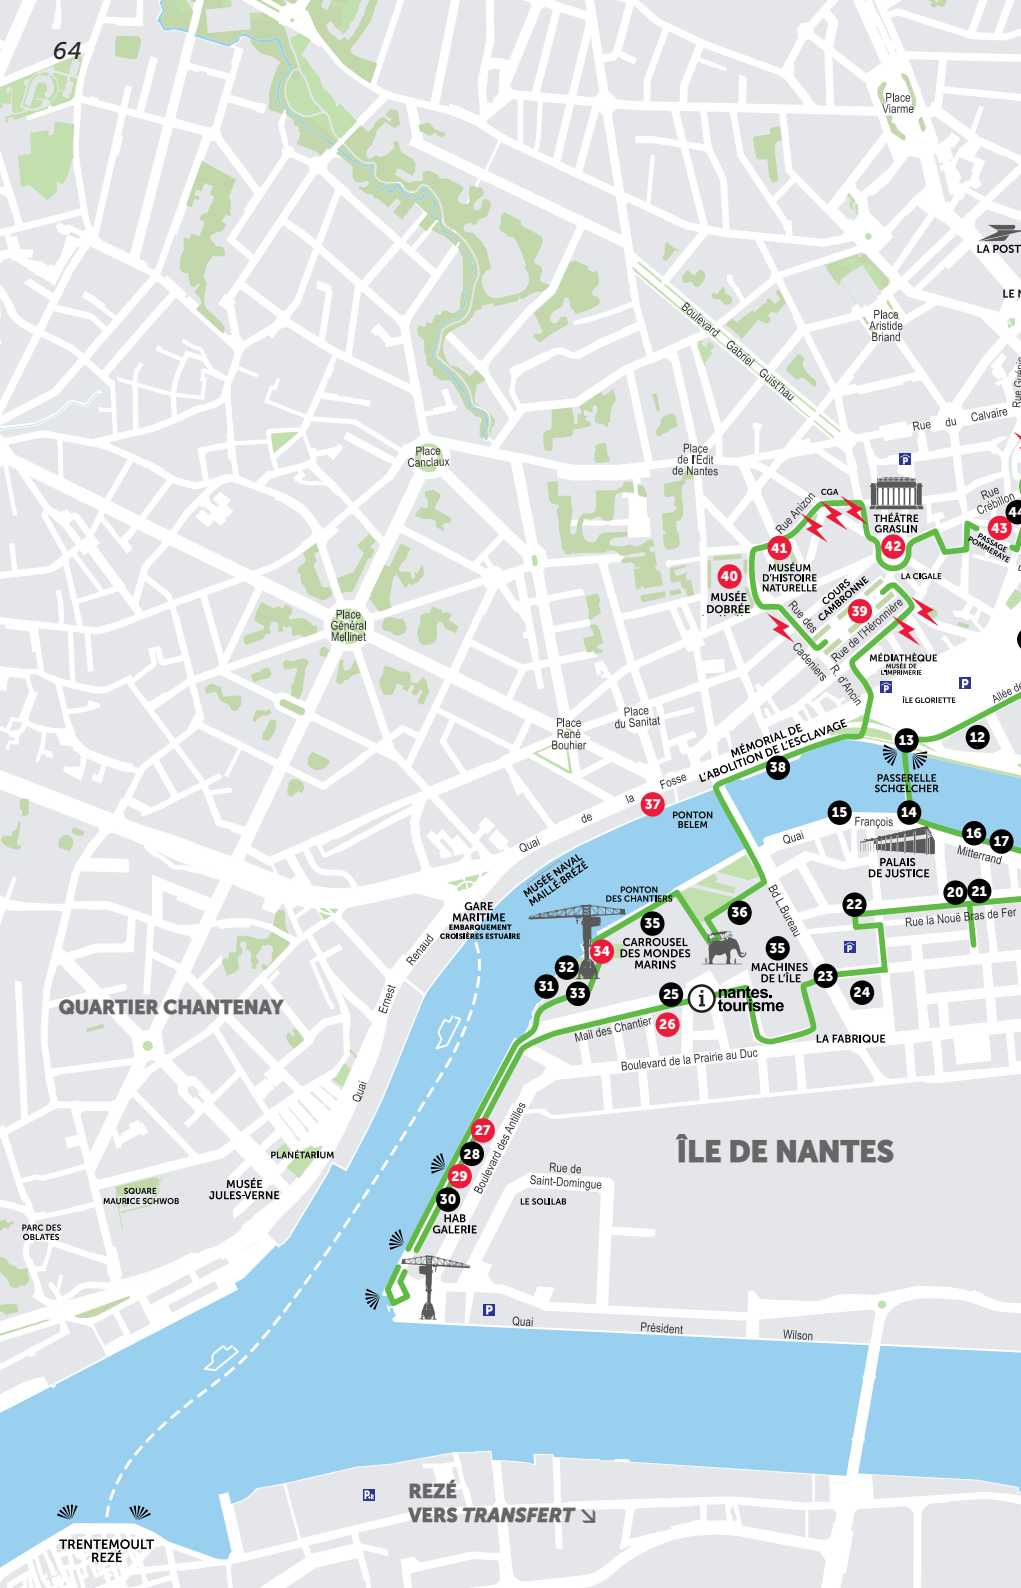 64
Place
Viarme
LA POST
LE N
Place
Aristide
Briand
Boulevard Gabriel Guist'hau
Rue Guépin
Rue du Calvaire
Place
Canclaux
Place
de l'Édit
de Nantes
P
CGA
Rue Anizon
THÉÂTRE
GRASLIN
42
Rue
Crébillon
44
43
PASSAGE
POMMERAYE
41
MUSÉUM
D'HISTOIRE
NATURELLE
40
MUSÉE
DOBRÉE
LA CIGALE
COURS
CAMBRONNE
39
Rue des
Cadeniers
Rue de l'Héronnière
Place
Général
Mellinet
MÉDIATHÈQUE
MUSÉE DE
L'IMPRIMERIE
R. d'Ancin
P
P
ÎLE GLORIETTE
Allée de
Place
du Sanitat
Place
René
Bouhier
MÉMORIAL DE
L'ABOLITION DE L'ESCLAVAGE
13
12
38
PASSERELLE
SCHŒLCHER
Quai de la Fosse
37
PONTON
BELEM
15
14
Quai François
Mitterrand
16
17
PALAIS
DE JUSTICE
MUSÉE NAVAL
MAILLÉ-BRÉZÉ
PONTON
DES CHANTIERS
Bd L.Bureau
20
21
22
Rue la Noue Bras de Fer
GARE
MARITIME
EMBARQUEMENT
CROISIÈRES ESTUAIRE
36
35
CARROUSEL
DES MONDES
MARINS
34
35
MACHINES
DE L'ÎLE
P
32
31
33
23
24
25
i
nantes.
tourisme
26
Mail des Chantier
LA FABRIQUE
Boulevard de la Prairie au Duc
QUARTIER CHANTENAY
Quai Ernest Renaud
27
28
29
30
Boulevard des Antilles
HAB
GALERIE
ÎLE DE NANTES
Rue de
Saint-Domingue
LE SOLILAB
PLANÉTARIUM
MUSÉE
JULES-VERNE
SQUARE
MAURICE SCHWOB
PARC DES
OBLATES
P
Quai Président Wilson
P+R
REZÉ
VERS TRANSFERT
TRENTEMOULT
REZÉ